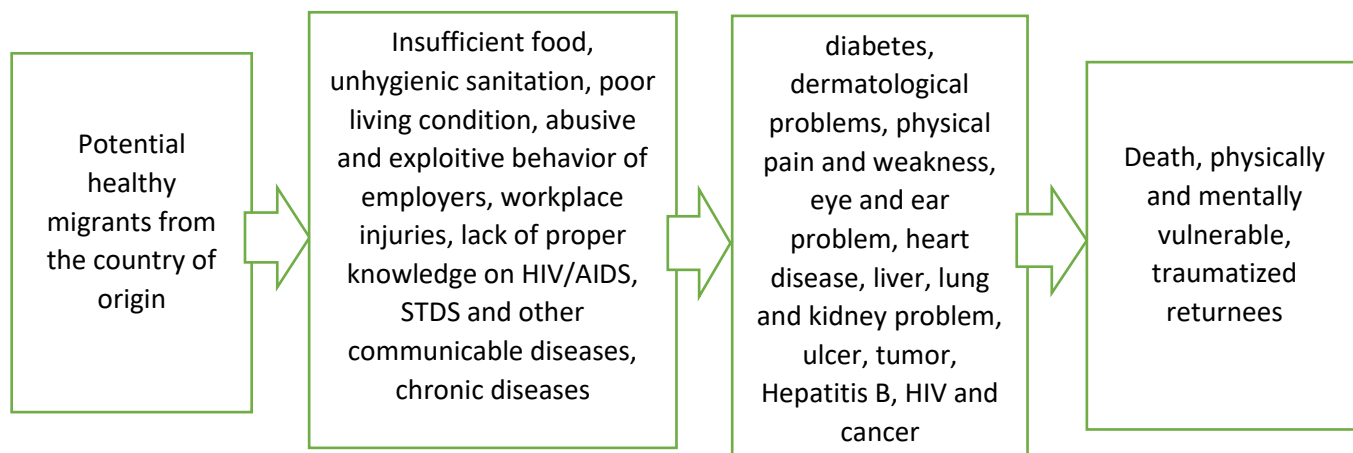 Potential
healthy
migrants from
the country of
origin
Insufficient food,
unhygienic sanitation, poor
living condition, abusive
and exploitive behavior of
employers, workplace
injuries, lack of proper
knowledge on HIV/AIDS,
STDS and other
communicable diseases,
chronic diseases
diabetes,
dermatological
problems, physical
pain and weakness,
eye and ear
problem, heart
disease, liver, lung
and kidney problem,
ulcer, tumor,
Hepatitis B, HIV and
cancer
Death, physically
and mentally
vulnerable,
traumatized
returnees